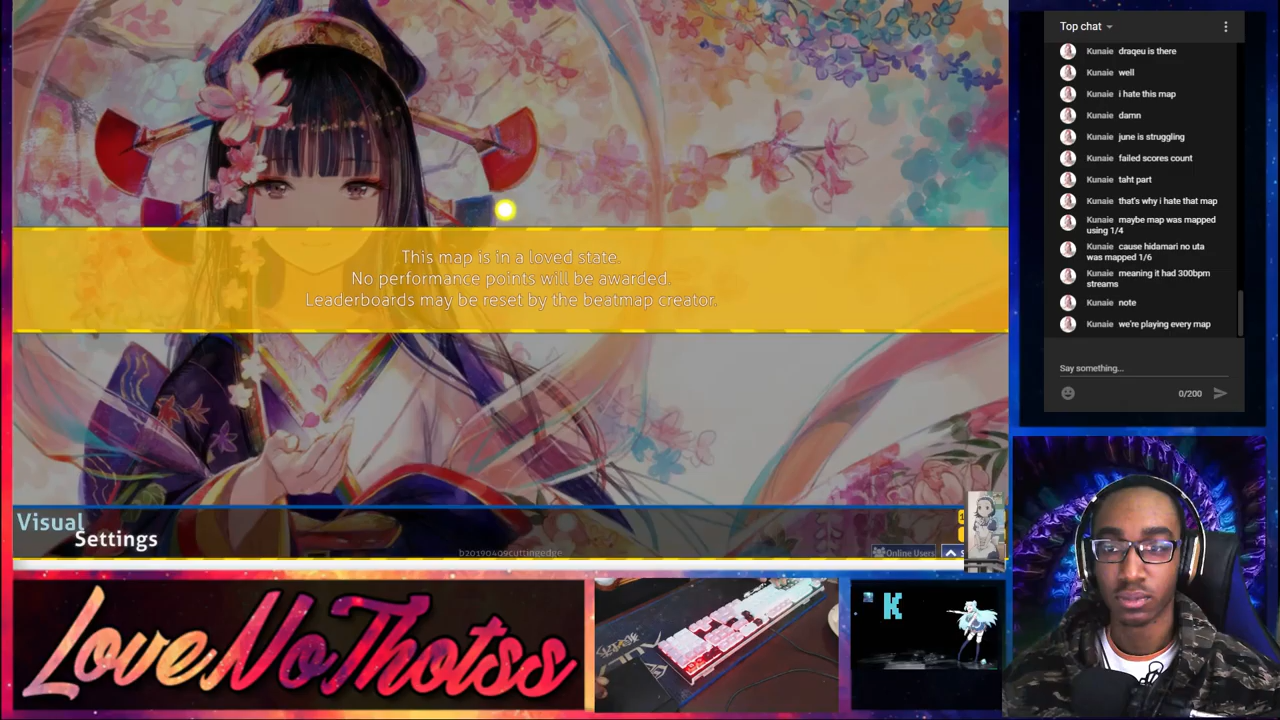 This map is in a loved state.
No performance points will be awarded.
Leaderboards may be reset by the beatmap creator.
Visual
Settings
b20190409cuttingedge
Online Users
LoveNoThotss
K
Top chat
Kunaie draqeu is there
Kunaie well
Kunaie i hate this map
Kunaie damn
Kunaie june is struggling
Kunaie failed scores count
Kunaie taht part
Kunaie that's why i hate that map
Kunaie maybe map was mapped
using 1/4
Kunaie cause hidamari no uta
was mapped 1/6
Kunaie meaning it had 300bpm
streams
Kunaie note
Kunaie we're playing every map
Say something...
0/200